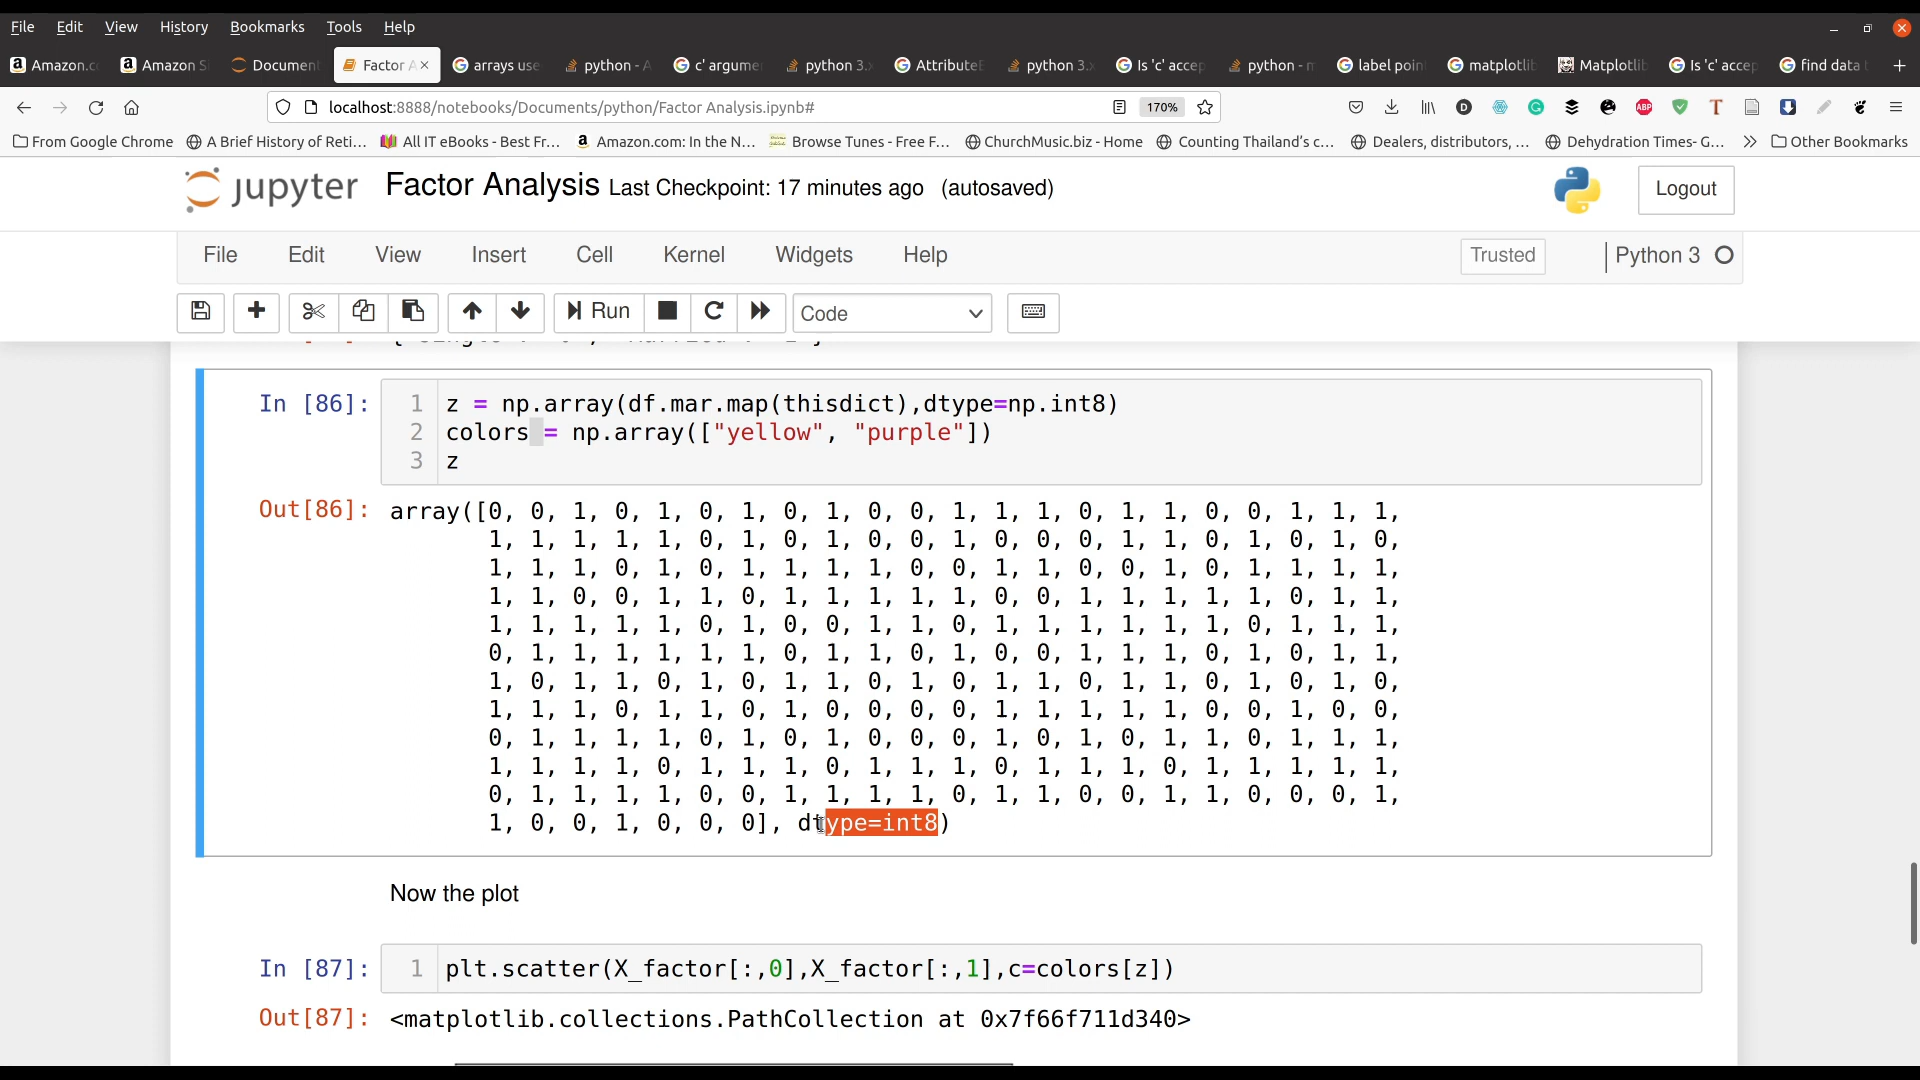 File Edit View History Bookmarks Tools Help
Amazon.c Amazon S Document Factor A arrays use python - A c' argume python 3. Attribute python 3. Is 'c' accep python - m label poin matplotlib Matplotlib Is 'c' accep find data
localhost:8888/notebooks/Documents/python/Factor Analysis.ipynb# 170%
From Google Chrome A Brief History of Reti... All IT eBooks - Best Fr... Amazon.com: In the N... Browse Tunes - Free F... ChurchMusic.biz - Home Counting Thailand's c... Dealers, distributors, ... Dehydration Times- G... Other Bookmarks
jupyter Factor Analysis Last Checkpoint: 17 minutes ago (autosaved) Logout
File Edit View Insert Cell Kernel Widgets Help Trusted Python 3
Run Code
In [86]: 1 z = np.array(df.mar.map(thisdict),dtype=np.int8)
2 colors = np.array(["yellow", "purple"])
3 z
Out[86]: array([0, 0, 1, 0, 1, 0, 1, 0, 1, 0, 0, 1, 1, 1, 0, 1, 1, 0, 0, 1, 1, 1,
1, 1, 1, 1, 1, 0, 1, 0, 1, 0, 0, 1, 0, 0, 0, 1, 1, 0, 1, 0, 1, 0,
1, 1, 1, 0, 1, 0, 1, 1, 1, 1, 0, 0, 1, 1, 0, 0, 1, 0, 1, 1, 1, 1,
1, 1, 0, 0, 1, 1, 0, 1, 1, 1, 1, 1, 0, 0, 1, 1, 1, 1, 1, 0, 1, 1,
1, 1, 1, 1, 1, 0, 1, 0, 0, 1, 1, 0, 1, 1, 1, 1, 1, 1, 0, 1, 1, 1,
0, 1, 1, 1, 1, 1, 1, 0, 1, 1, 0, 1, 0, 0, 1, 1, 1, 0, 1, 0, 1, 1,
1, 0, 1, 1, 0, 1, 0, 1, 1, 0, 1, 0, 1, 1, 0, 1, 1, 0, 1, 0, 1, 0,
1, 1, 1, 0, 1, 1, 0, 1, 0, 0, 0, 0, 1, 1, 1, 1, 1, 0, 0, 1, 0, 0,
0, 1, 1, 1, 1, 0, 1, 0, 1, 0, 0, 0, 1, 0, 1, 0, 1, 1, 0, 1, 1, 1,
1, 1, 1, 1, 0, 1, 1, 1, 0, 1, 1, 1, 0, 1, 1, 1, 0, 1, 1, 1, 1, 1,
0, 1, 1, 1, 1, 0, 0, 1, 1, 1, 1, 0, 1, 1, 0, 0, 1, 1, 0, 0, 0, 1,
1, 0, 0, 1, 0, 0, 0, 0], dtype=int8)
Now the plot
In [87]: 1 plt.scatter(X_factor[:,0],X_factor[:,1],c=colors[z])
Out[87]: <matplotlib.collections.PathCollection at 0x7f66f711d340>